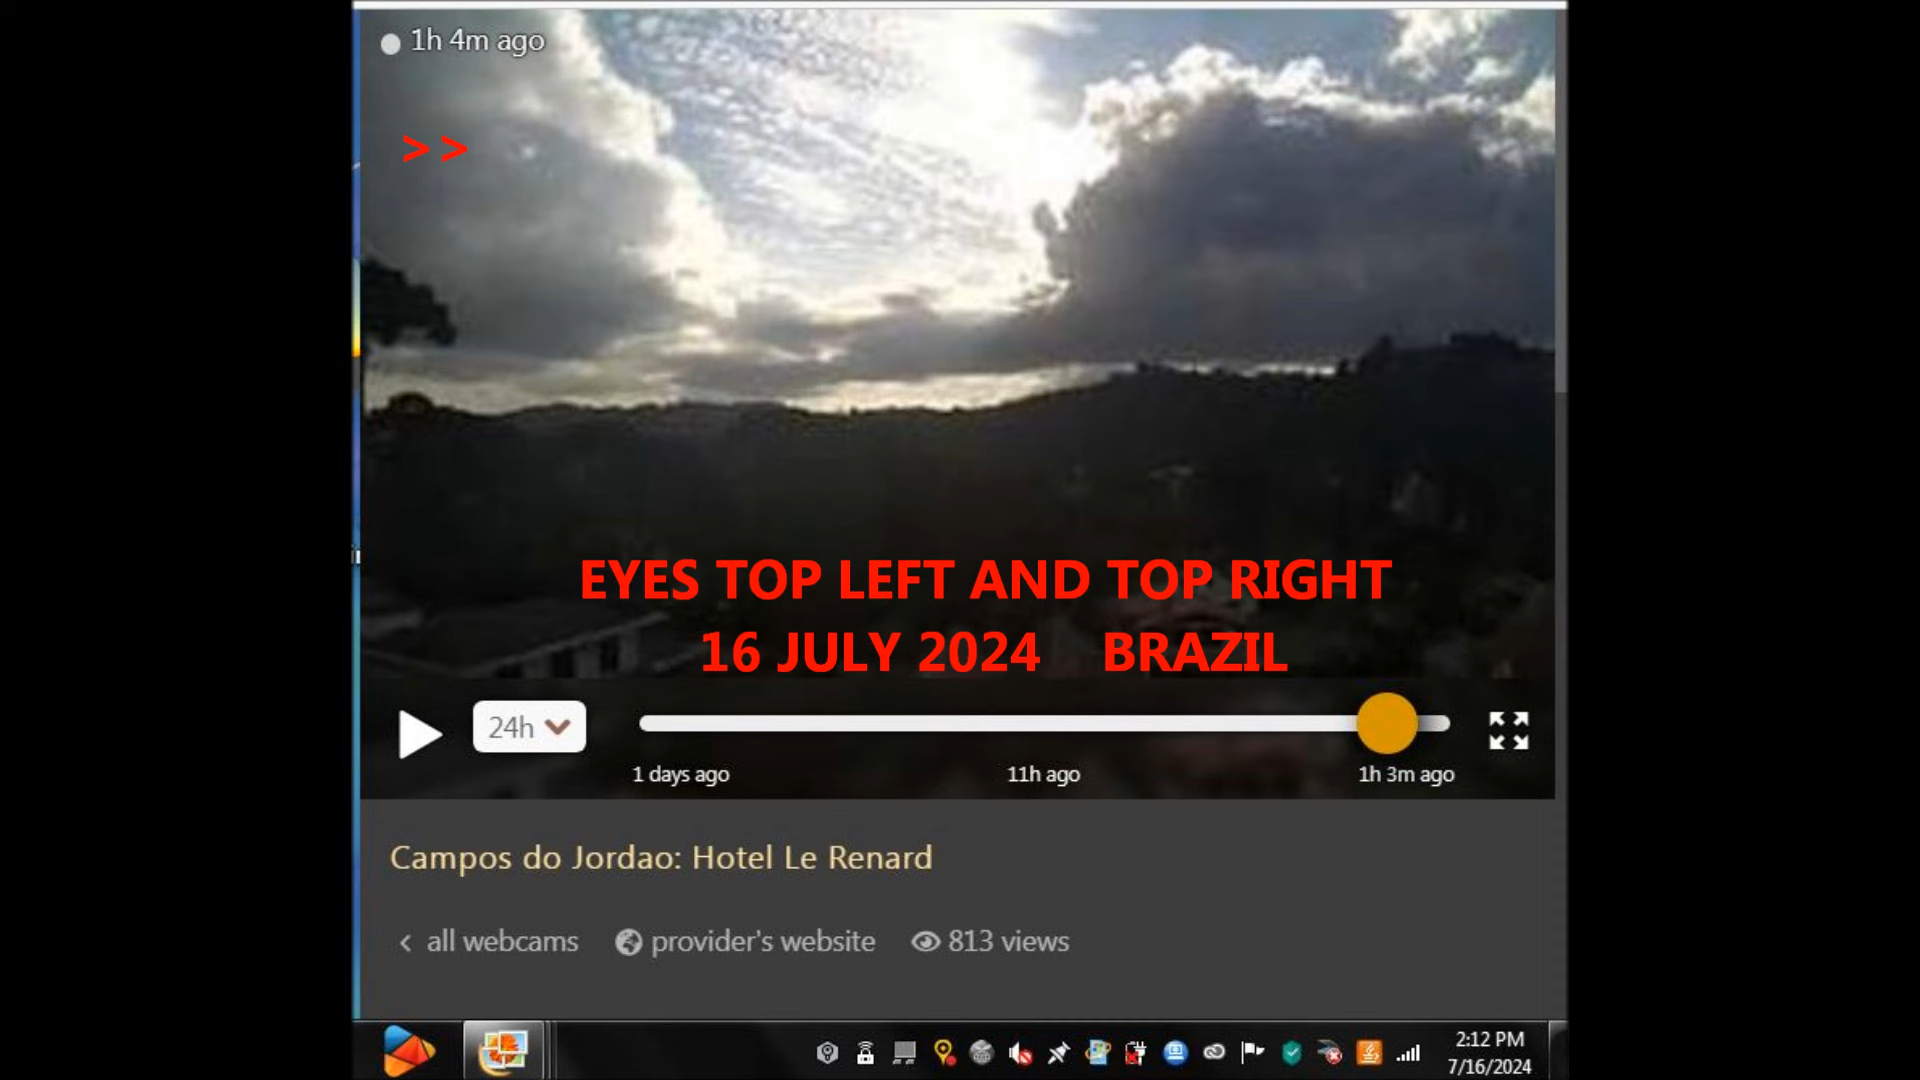 1h 4m ago
> >
EYES TOP LEFT AND TOP RIGHT
16 JULY 2024 BRAZIL
24h
1 days ago 11h ago 1h 3m ago
Campos do Jordao: Hotel Le Renard
< all webcams provider's website 813 views
2:12 PM
7/16/2024